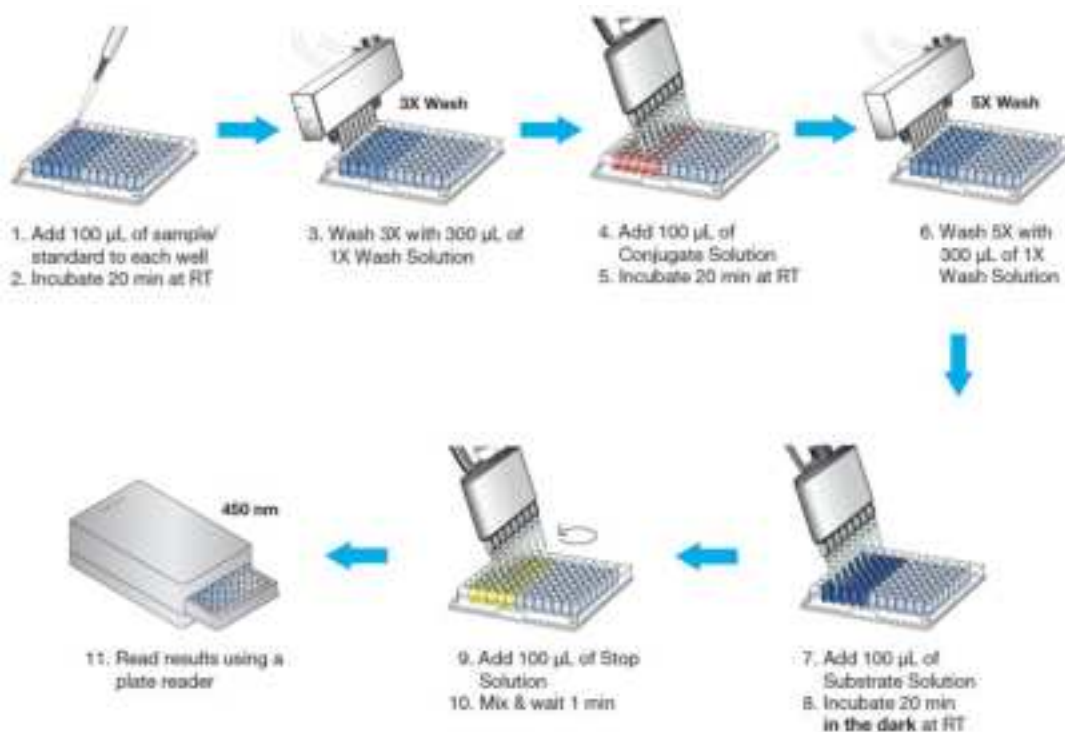 3X Wash
5X Wash
1. Add 100 µL of sample/
standard to each well
2. Incubate 20 min at RT
3. Wash 3X with 300 µL of
1X Wash Solution
4. Add 100 µL of
Conjugate Solution
5. Incubate 20 min at RT
6. Wash 5X with
300 µL of 1X
Wash Solution
450 nm
11. Read results using a
plate reader
9. Add 100 µL of Stop
Solution
10. Mix & wait 1 min
7. Add 100 µL of
Substrate Solution
8. Incubate 20 min
in the dark at RT